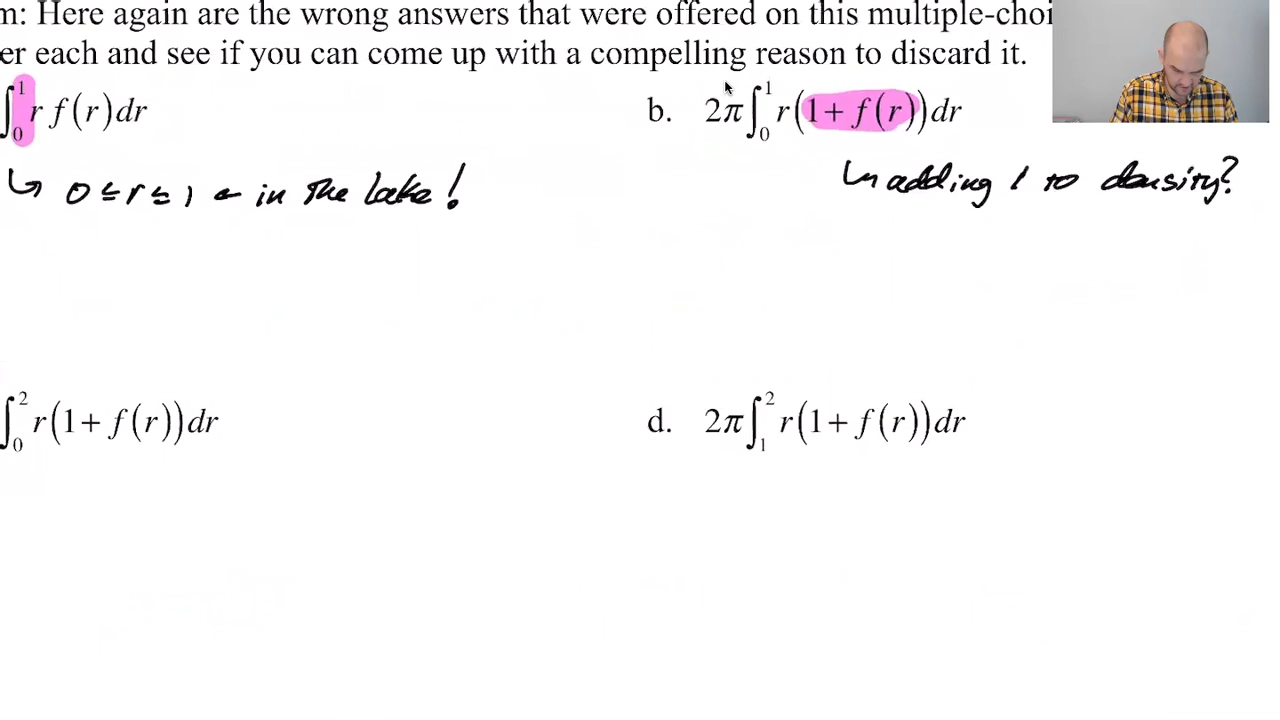 m: Here again are the wrong answers that were offered on this multiple-choi
er each and see if you can come up with a compelling reason to discard it.
∫₀¹ r f(r)dr
b. 2π∫₀¹ r(1+ f(r))dr
↳ 0 ≤ r ≤ 1 ← in the lake!
↳ adding 1 to density?
∫₀² r(1+ f(r))dr
d. 2π∫₁² r(1+ f(r))dr